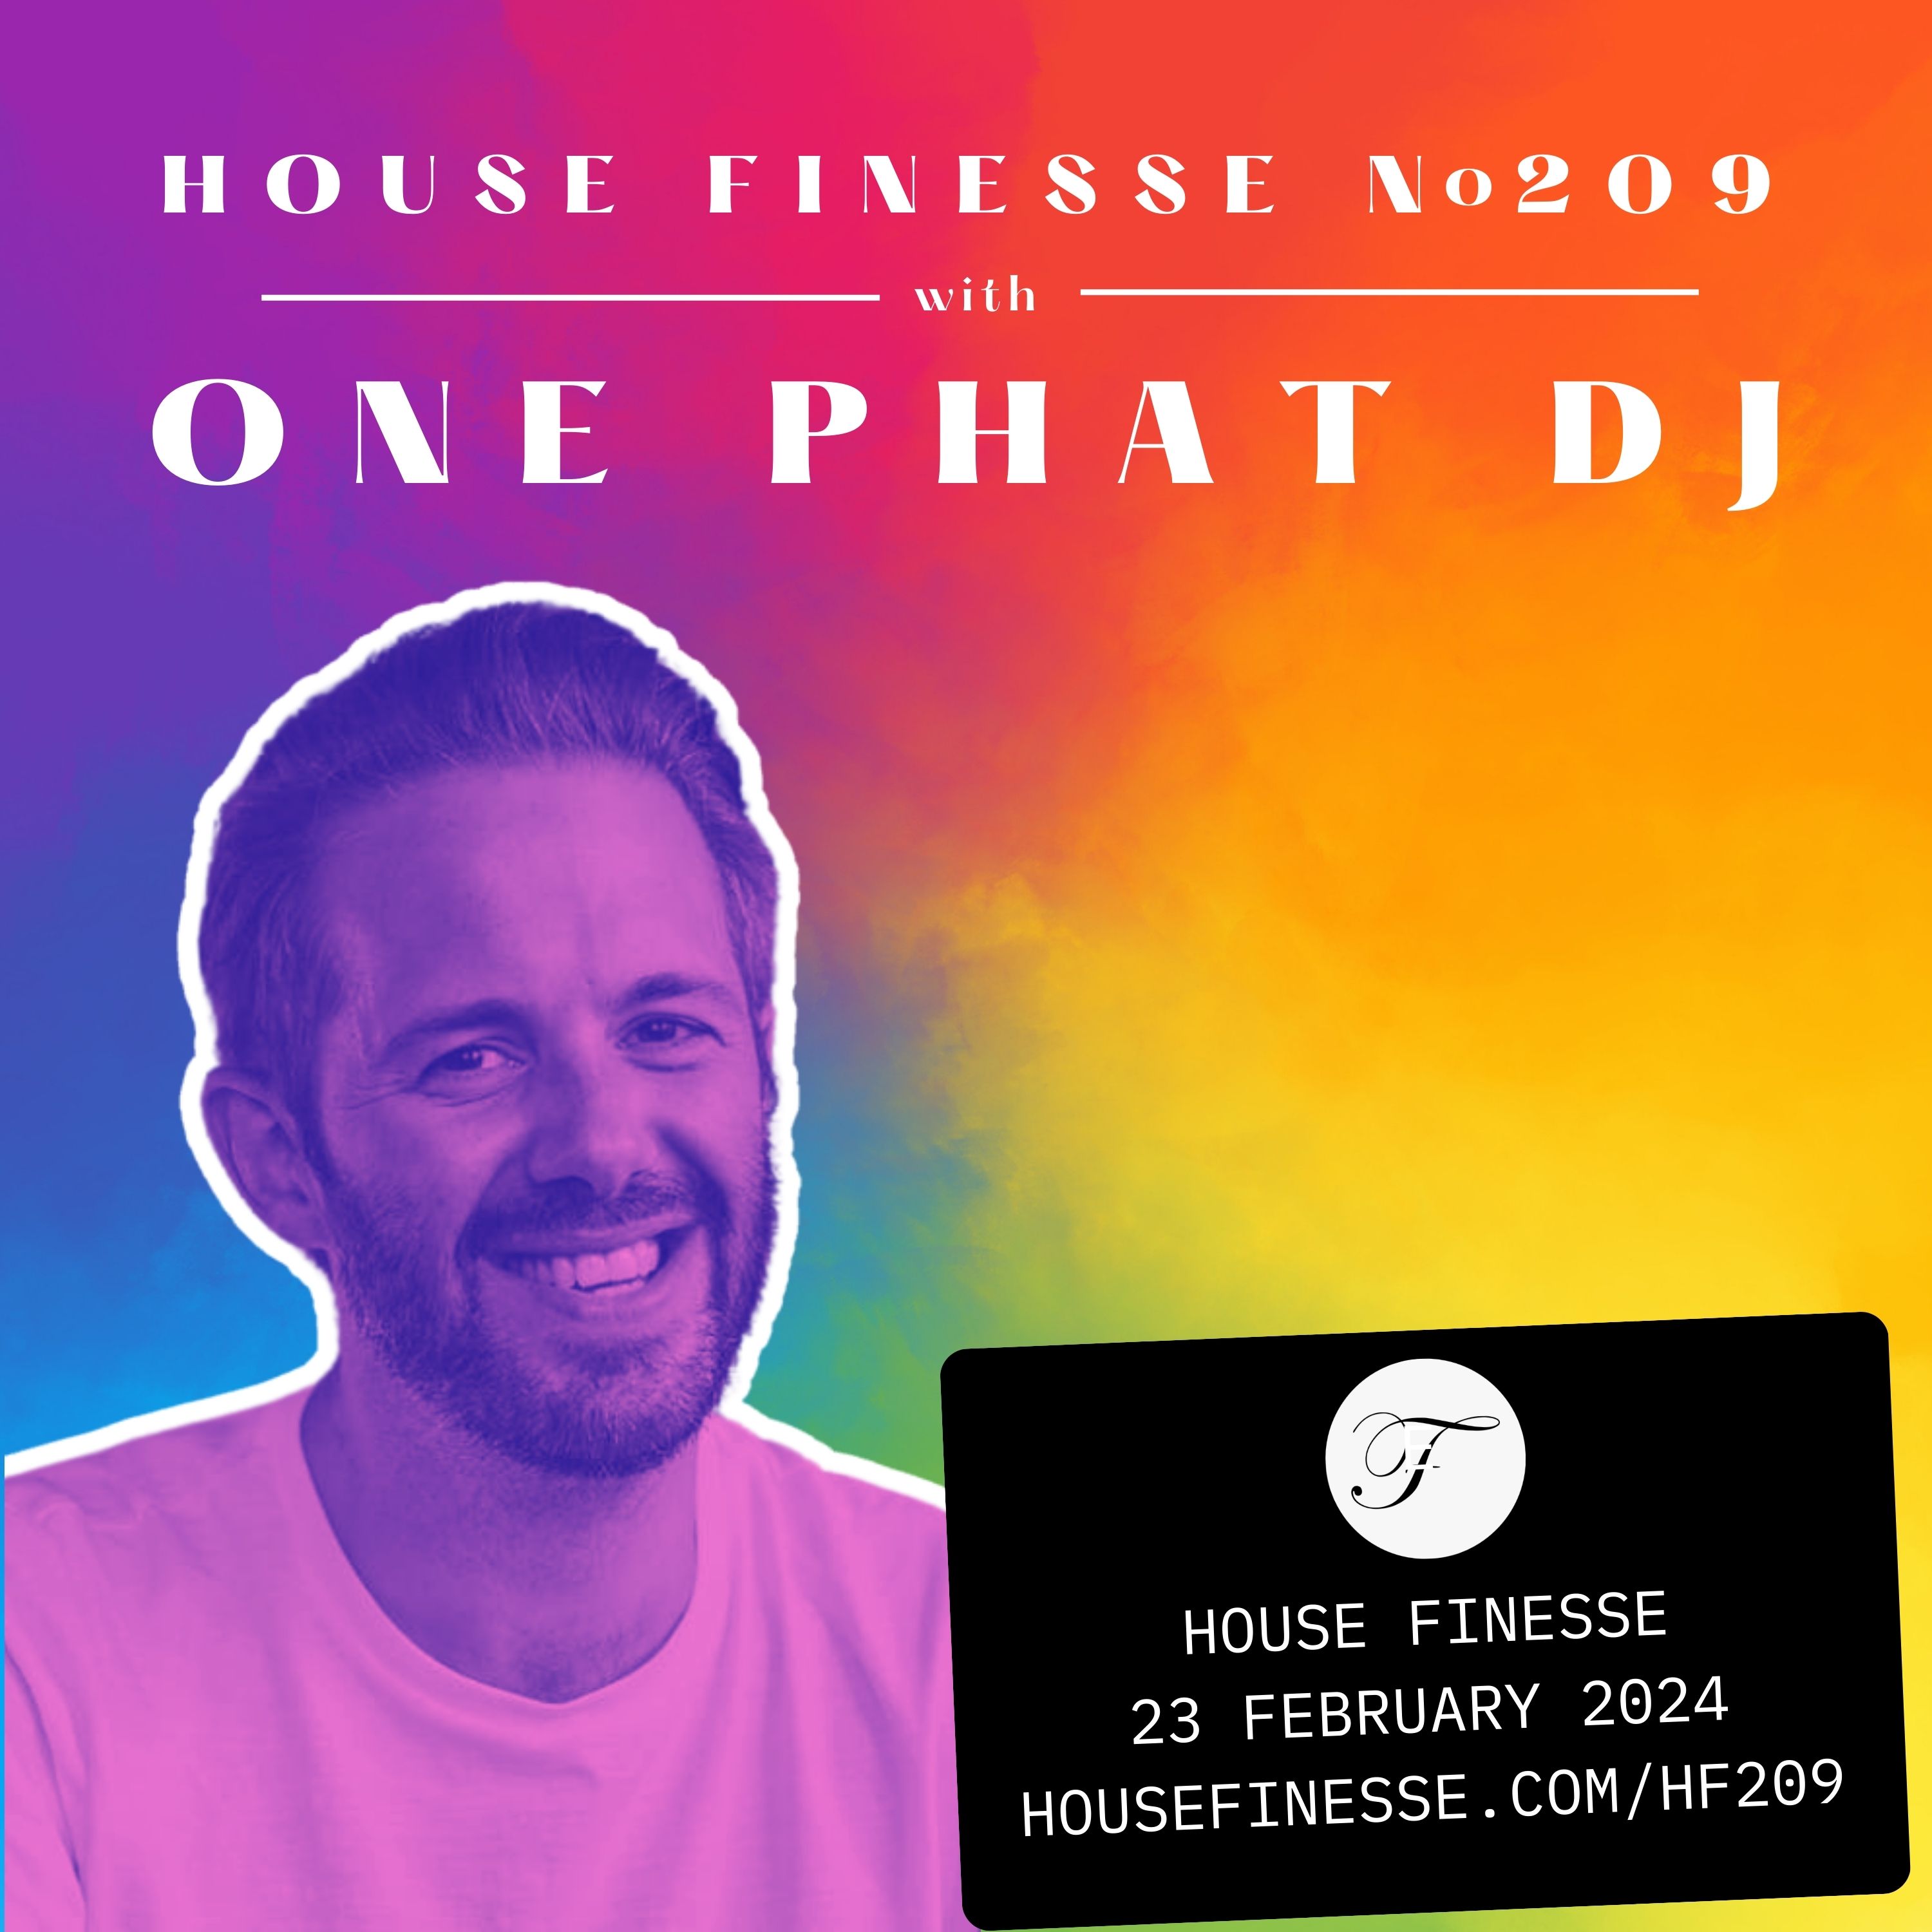 HOUSE FINESSE No209
with
ONE PHAT DJ
F
HOUSE FINESSE
23 FEBRUARY 2024
HOUSEFINESSE.COM/HF209